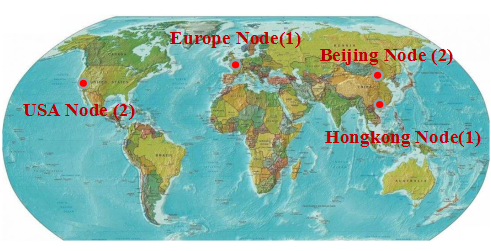 Europe Node(1)
Beijing Node (2)
USA Node (2)
Hongkong Node(1)